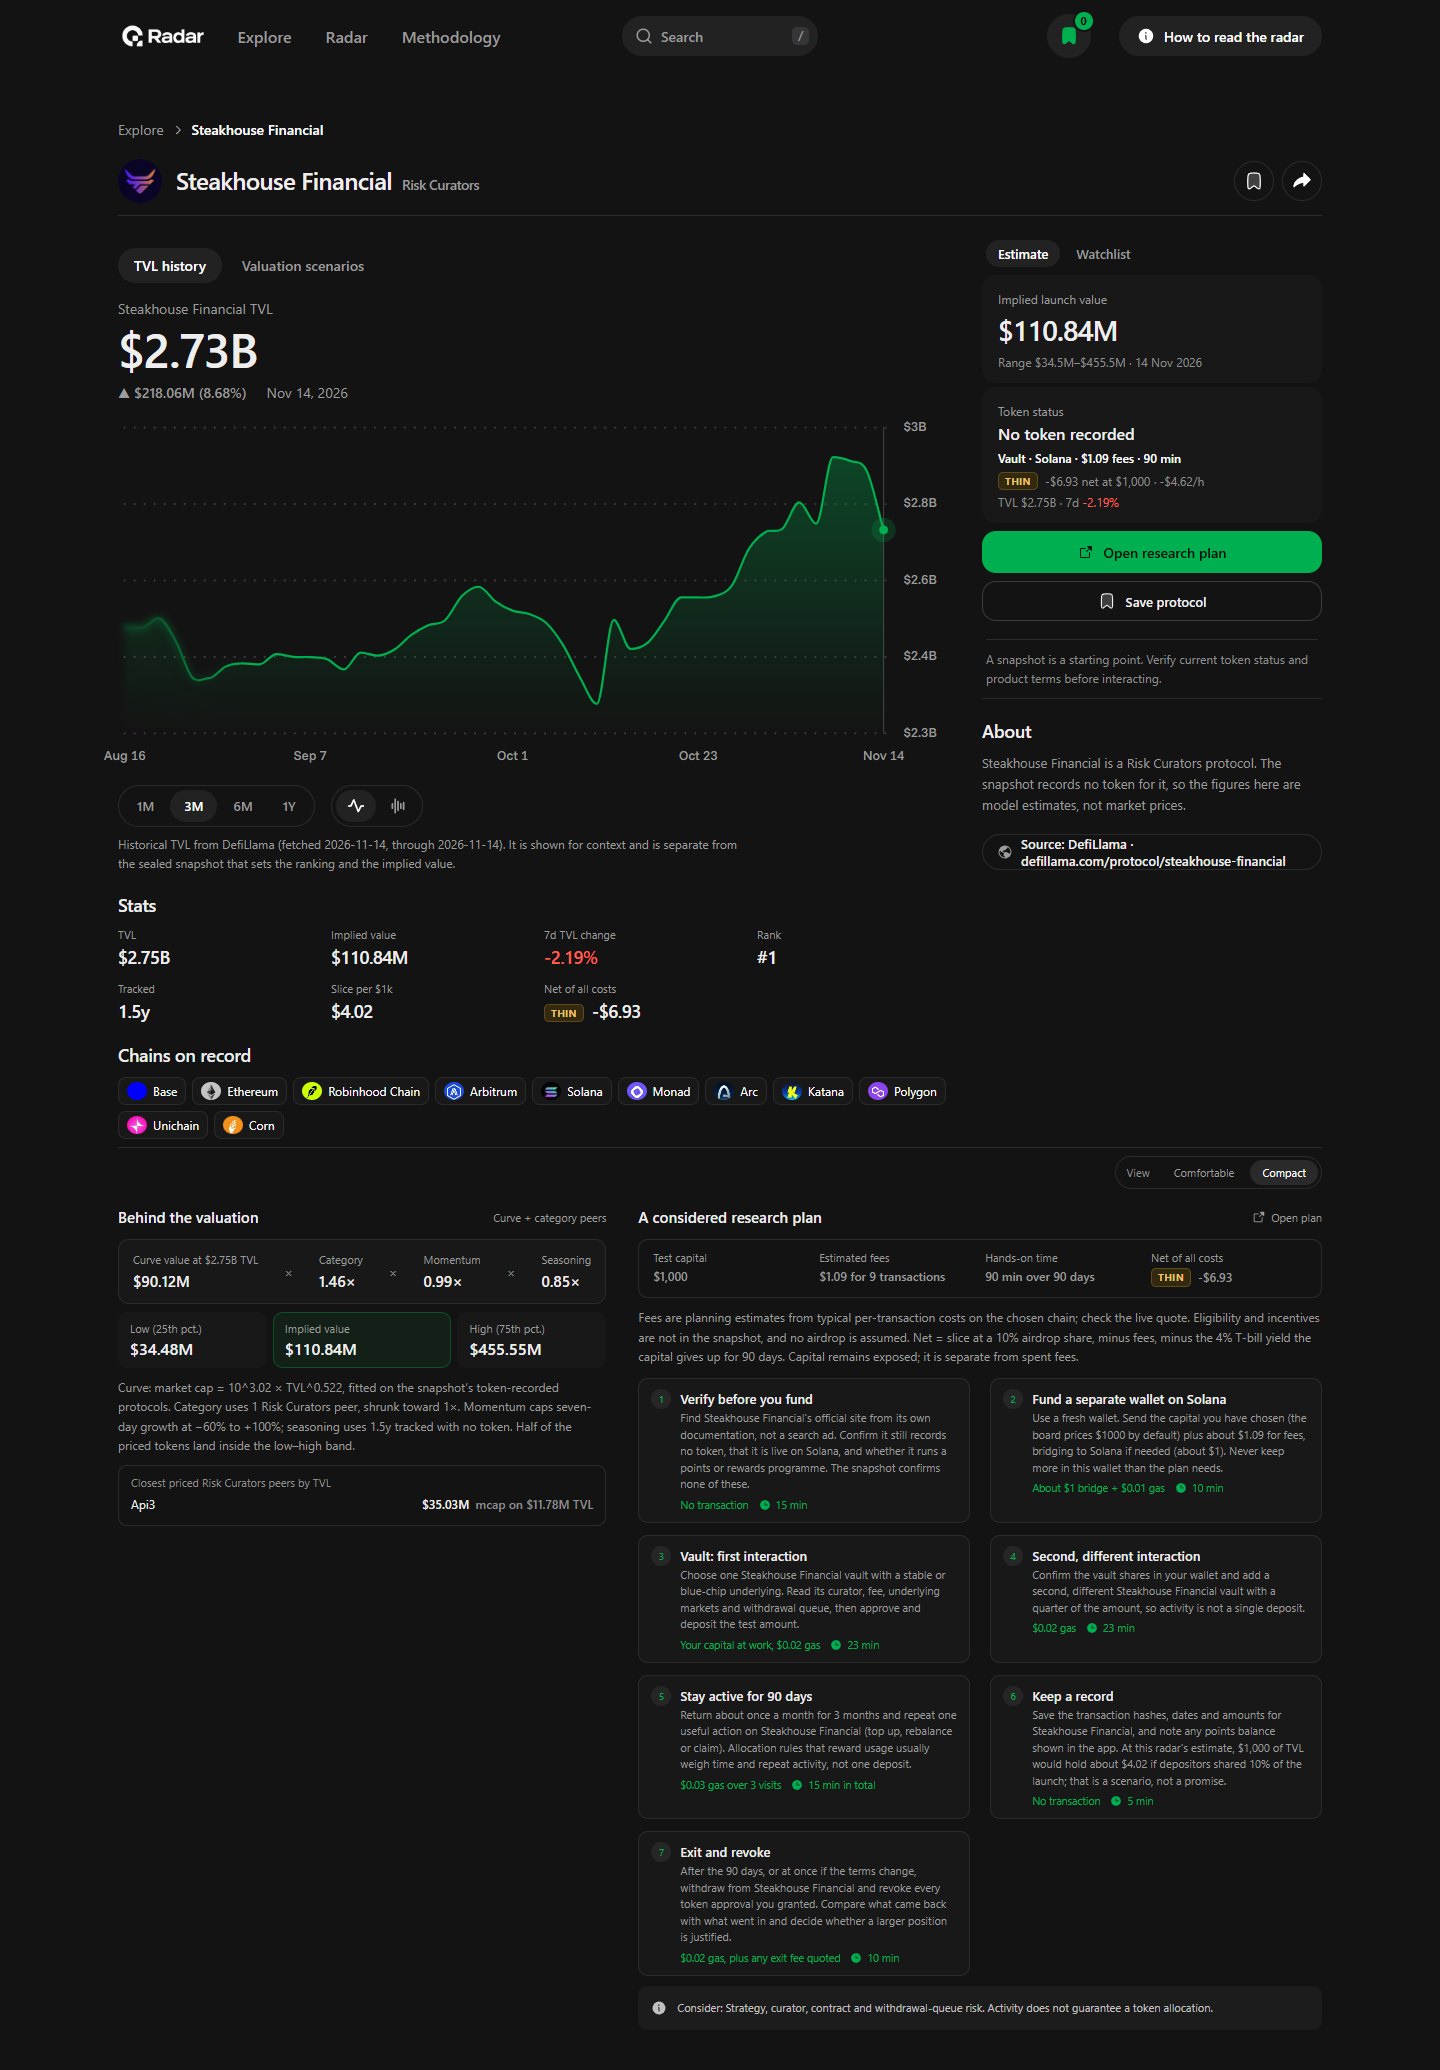 Radar
Explore
Radar
Methodology
Search
/
0
How to read the radar
Explore
Steakhouse Financial
Steakhouse Financial
Risk Curators
TVL history
Valuation scenarios
Steakhouse Financial TVL
$2.73B
▲ $218.06M (8.68%)
Nov 14, 2026
$3B
$2.8B
$2.6B
$2.4B
$2.3B
Aug 16
Sep 7
Oct 1
Oct 23
Nov 14
1M
3M
6M
1Y
Historical TVL from DefiLlama (fetched 2026-11-14, through 2026-11-14). It is shown for context and is separate from
the sealed snapshot that sets the ranking and the implied value.
Estimate
Watchlist
Implied launch value
$110.84M
Range $34.5M–$455.5M · 14 Nov 2026
Token status
No token recorded
Vault · Solana · $1.09 fees · 90 min
THIN -$6.93 net at $1,000 · -$4.62/h
TVL $2.75B · 7d -2.19%
Open research plan
Save protocol
A snapshot is a starting point. Verify current token status and
product terms before interacting.
About
Steakhouse Financial is a Risk Curators protocol. The
snapshot records no token for it, so the figures here are
model estimates, not market prices.
Source: DefiLlama ·
defillama.com/protocol/steakhouse-financial
Stats
TVL
$2.75B
Implied value
$110.84M
7d TVL change
-2.19%
Rank
#1
Tracked
1.5y
Slice per $1k
$4.02
Net of all costs
THIN -$6.93
Chains on record
Base
Ethereum
Robinhood Chain
Arbitrum
Solana
Monad
Arc
Katana
Polygon
Unichain
Corn
View
Comfortable
Compact
Behind the valuation
Curve + category peers
Curve value at $2.75B TVL
$90.12M
×
Category
1.46×
×
Momentum
0.99×
×
Seasoning
0.85×
Low (25th pct.)
$34.48M
Implied value
$110.84M
High (75th pct.)
$455.55M
Curve: market cap = 10^3.02 × TVL^0.522, fitted on the snapshot's token-recorded
protocols. Category uses 1 Risk Curators peer, shrunk toward 1×. Momentum caps seven-
day growth at −60% to +100%; seasoning uses 1.5y tracked with no token. Half of the
priced tokens land inside the low–high band.
Closest priced Risk Curators peers by TVL
Api3
$35.03M mcap on $11.78M TVL
A considered research plan
Open plan
Test capital
$1,000
Estimated fees
$1.09 for 9 transactions
Hands-on time
90 min over 90 days
Net of all costs
THIN -$6.93
Fees are planning estimates from typical per-transaction costs on the chosen chain; check the live quote. Eligibility and incentives
are not in the snapshot, and no airdrop is assumed. Net = slice at a 10% airdrop share, minus fees, minus the 4% T-bill yield the
capital gives up for 90 days. Capital remains exposed; it is separate from spent fees.
1
Verify before you fund
Find Steakhouse Financial's official site from its own
documentation, not a search ad. Confirm it still records
no token, that it is live on Solana, and whether it runs a
points or rewards programme. The snapshot confirms
none of these.
No transaction
15 min
2
Fund a separate wallet on Solana
Use a fresh wallet. Send the capital you have chosen (the
board prices $1000 by default) plus about $1.09 for fees,
bridging to Solana if needed (about $1). Never keep
more in this wallet than the plan needs.
About $1 bridge + $0.01 gas
10 min
3
Vault: first interaction
Choose one Steakhouse Financial vault with a stable or
blue-chip underlying. Read its curator, fee, underlying
markets and withdrawal queue, then approve and
deposit the test amount.
Your capital at work, $0.02 gas
23 min
4
Second, different interaction
Confirm the vault shares in your wallet and add a
second, different Steakhouse Financial vault with a
quarter of the amount, so activity is not a single deposit.
$0.02 gas
23 min
5
Stay active for 90 days
Return about once a month for 3 months and repeat one
useful action on Steakhouse Financial (top up, rebalance
or claim). Allocation rules that reward usage usually
weigh time and repeat activity, not one deposit.
$0.03 gas over 3 visits
15 min in total
6
Keep a record
Save the transaction hashes, dates and amounts for
Steakhouse Financial, and note any points balance
shown in the app. At this radar's estimate, $1,000 of TVL
would hold about $4.02 if depositors shared 10% of the
launch; that is a scenario, not a promise.
No transaction
5 min
7
Exit and revoke
After the 90 days, or at once if the terms change,
withdraw from Steakhouse Financial and revoke every
token approval you granted. Compare what came back
with what went in and decide whether a larger position
is justified.
$0.02 gas, plus any exit fee quoted
10 min
Consider: Strategy, curator, contract and withdrawal-queue risk. Activity does not guarantee a token allocation.